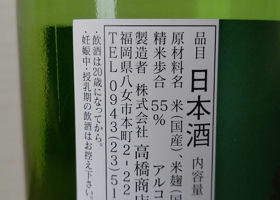 品目 日本酒 内容量
原材料名 米(国産) 米麹(国
精米歩合 55% アルコ
製造者 株式会社 高橋商店
福岡県八女市本町2-22-
TEL 0943(23)51
・飲酒は20歳になってから。
・妊娠中・授乳期の飲酒はお控え下さい。